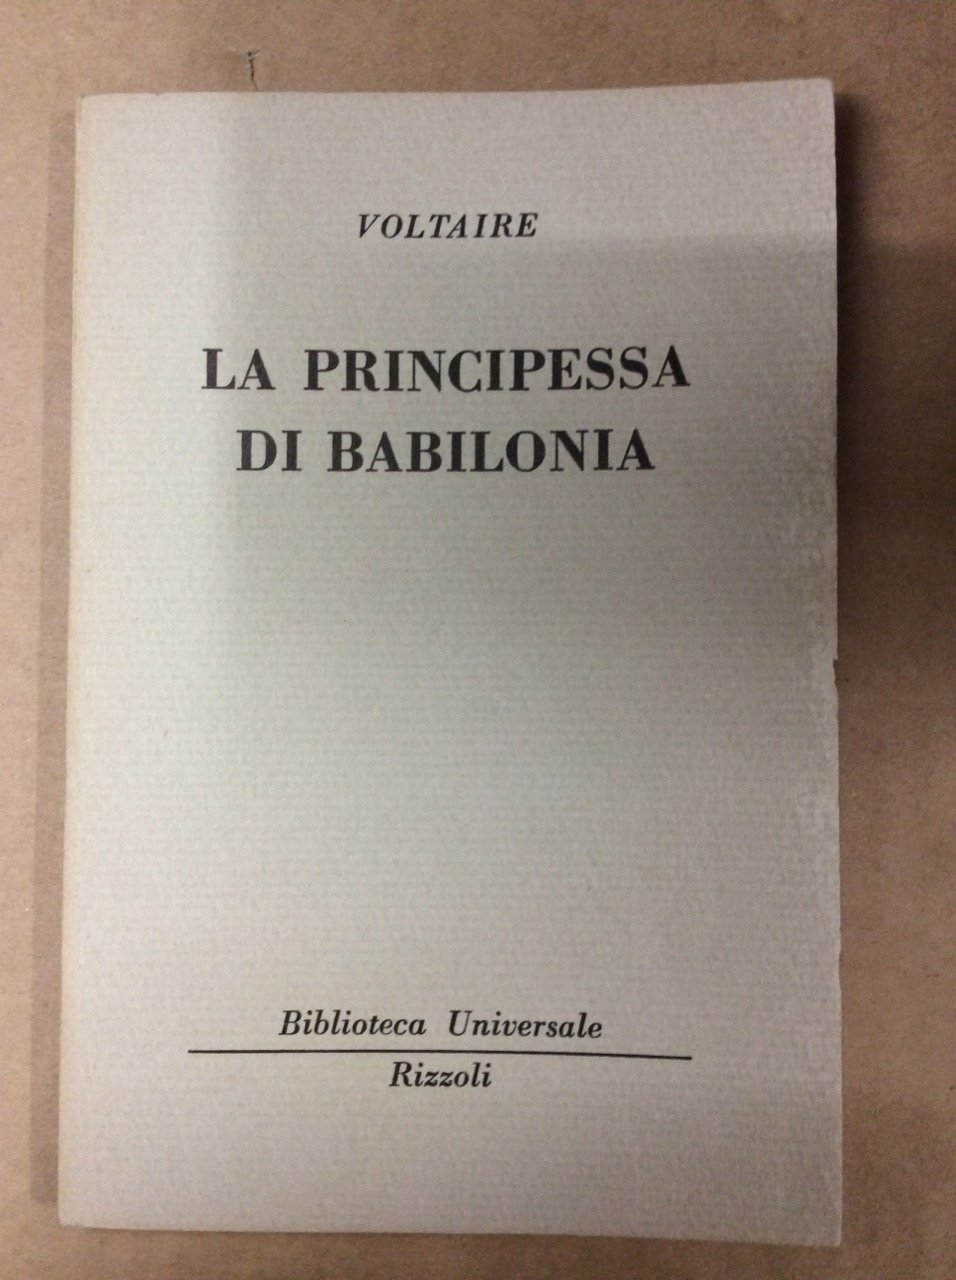 VOLTAIRE
LA PRINCIPESSA
DI BABILONIA
Biblioteca Universale
Rizzoli